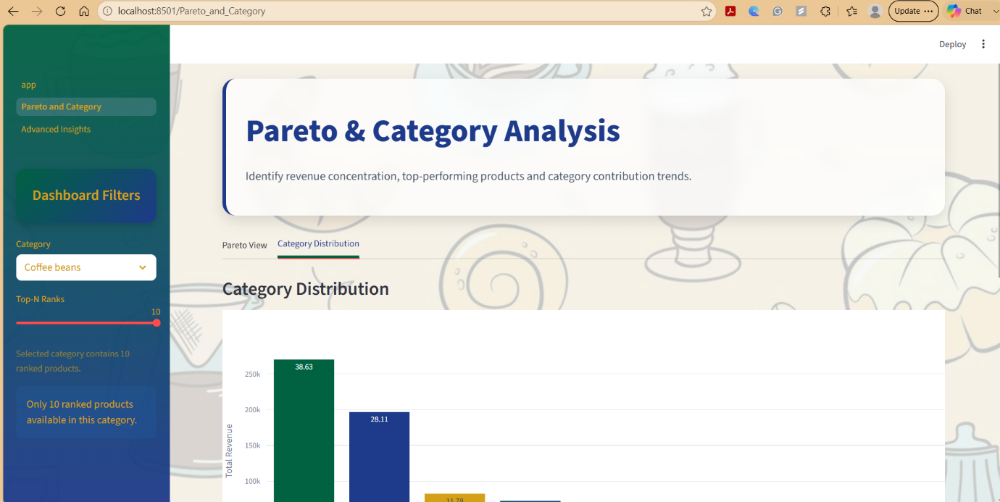 localhost:8501/Pareto_and_Category
Update
Chat
Deploy
app
Pareto and Category
Advanced Insights
Dashboard Filters
Category
Coffee beans
Top-N Ranks
10
Selected category contains 10
ranked products.
Only 10 ranked products
available in this category.
Pareto & Category Analysis
Identify revenue concentration, top-performing products and category contribution trends.
Pareto View
Category Distribution
Category Distribution
250k
200k
150k
100k
Total Revenue
38.63
28.11
11.78